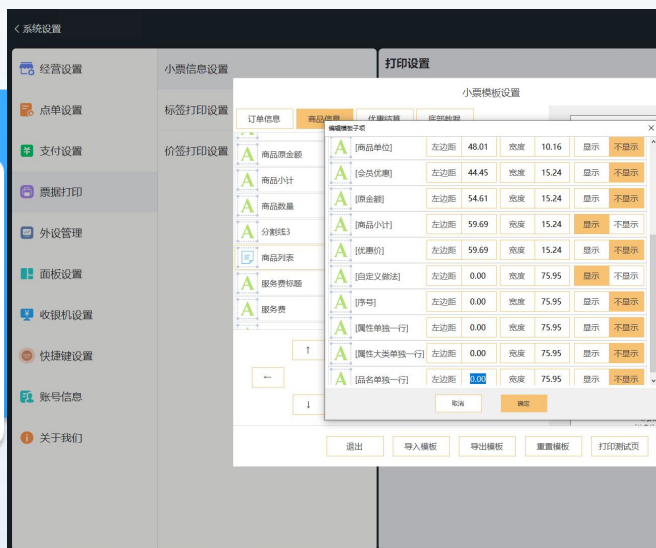 < 系统设置
经营设置
点单设置
支付设置
票据打印
外设管理
面板设置
收银机设置
快捷键设置
账号信息
关于我们
小票信息设置
标签打印设置
价签打印设置
打印设置
小票模板设置
订单信息
商品信息
优惠结算
底部数据
A 商品原金额
A 商品小计
A 商品数量
A 分割线3
商品列表
A 服务费标题
A 服务费
↑
←
↓
编辑模板子项 ×
A [商品单位] 左边距 48.01 宽度 10.16 显示 不显示
A [会员优惠] 左边距 44.45 宽度 15.24 显示 不显示
A [原金额] 左边距 54.61 宽度 15.24 显示 不显示
A [商品小计] 左边距 59.69 宽度 15.24 显示 不显示
A [优惠价] 左边距 59.69 宽度 15.24 显示 不显示
A [自定义做法] 左边距 0.00 宽度 75.95 显示 不显示
A [序号] 左边距 0.00 宽度 75.95 显示 不显示
A [属性单独一行] 左边距 0.00 宽度 75.95 显示 不显示
A [属性大类单独一行] 左边距 0.00 宽度 75.95 显示 不显示
A [品名单独一行] 左边距 0.00 宽度 75.95 显示 不显示
取消 确定
退出 导入模板 导出模板 重置模板 打印测试页